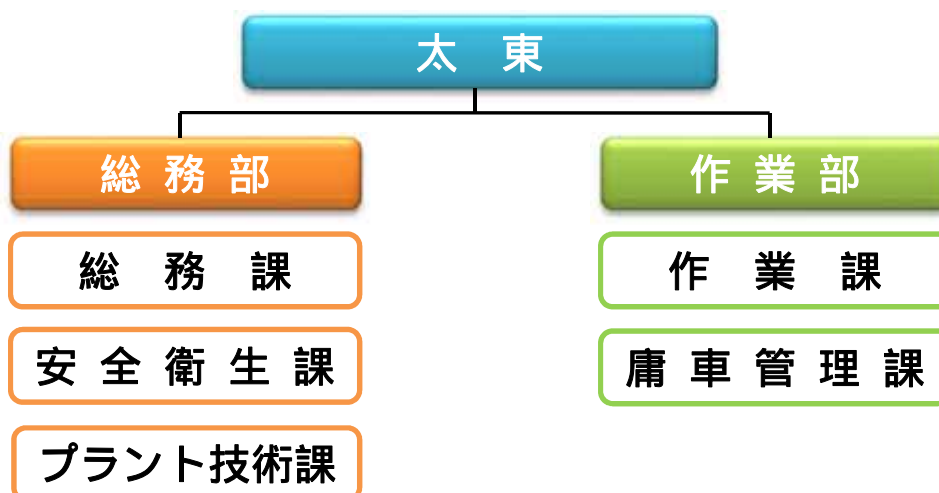 太東
総務部
作業部
総務課
作業課
安全衛生課
庸車管理課
プラント技術課